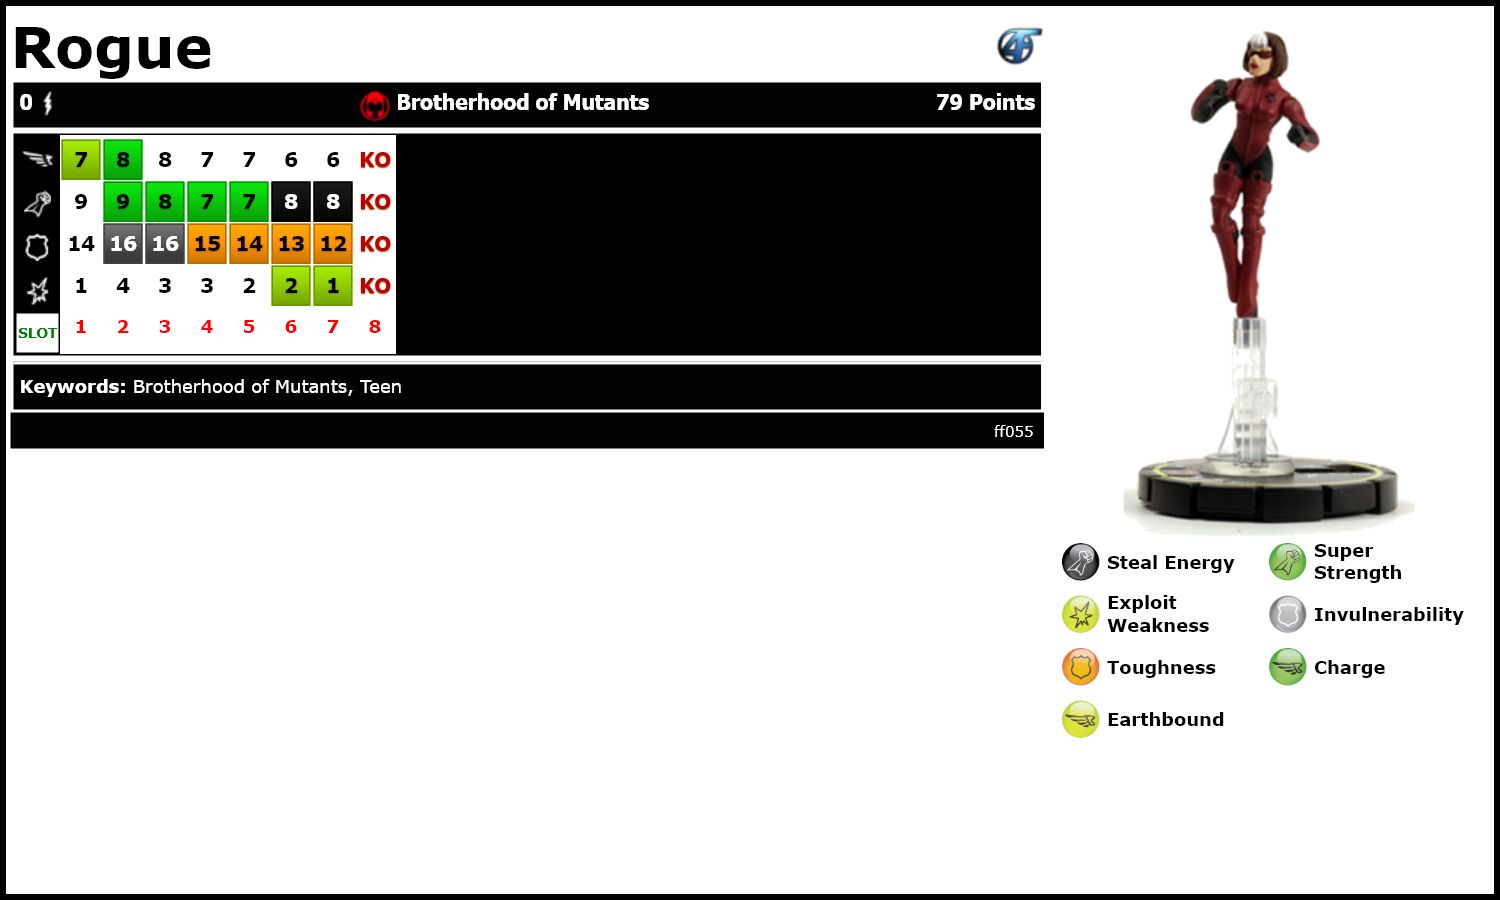 Rogue
0 Brotherhood of Mutants 79 Points
7 8 8 7 7 6 6 KO
9 9 8 7 7 8 8 KO
14 16 16 15 14 13 12 KO
1 4 3 3 2 2 1 KO
SLOT 1 2 3 4 5 6 7 8
Keywords: Brotherhood of Mutants, Teen
ff055
Steal Energy
Super
Strength
Exploit
Weakness
Invulnerability
Toughness
Charge
Earthbound